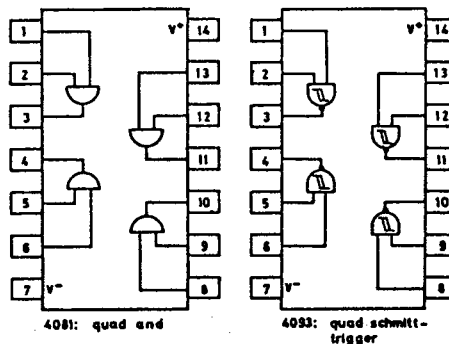 1 V+ 14
2 13
3 12
4 11
5 10
6 9
7 V- 8
4081: quad and
1 V+ 14
2 13
3 12
4 11
5 10
6 9
7 V- 8
4093: quad schmitt-
trigger